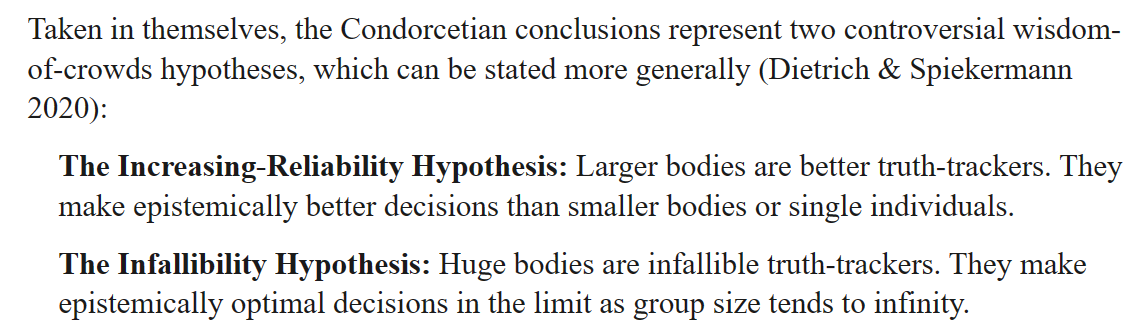 Taken in themselves, the Condorcetian conclusions represent two controversial wisdom-
of-crowds hypotheses, which can be stated more generally (Dietrich & Spiekermann
2020):
The Increasing-Reliability Hypothesis: Larger bodies are better truth-trackers. They
make epistemically better decisions than smaller bodies or single individuals.
The Infallibility Hypothesis: Huge bodies are infallible truth-trackers. They make
epistemically optimal decisions in the limit as group size tends to infinity.